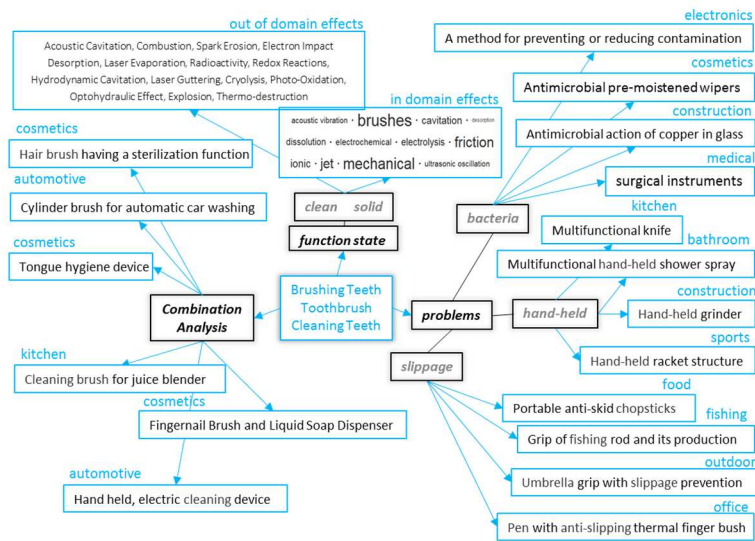 out of domain effects
Acoustic Cavitation, Combustion, Spark Erosion, Electron Impact
Desorption, Laser Evaporation, Radioactivity, Redox Reactions,
Hydrodynamic Cavitation, Laser Guttering, Cryolysis, Photo-Oxidation,
Optohydraulic Effect, Explosion, Thermo-destruction
in domain effects
acoustic vibration · brushes · cavitation · desorption
dissolution · electrochemical · electrolysis · friction
ionic · jet · mechanical · ultrasonic oscillation
clean solid
function state
Brushing Teeth
Toothbrush
Cleaning Teeth
Combination
Analysis
cosmetics
Hair brush having a sterilization function
automotive
Cylinder brush for automatic car washing
cosmetics
Tongue hygiene device
kitchen
Cleaning brush for juice blender
cosmetics
Fingernail Brush and Liquid Soap Dispenser
automotive
Hand held, electric cleaning device
problems
bacteria
electronics
A method for preventing or reducing contamination
cosmetics
Antimicrobial pre-moistened wipers
construction
Antimicrobial action of copper in glass
medical
surgical instruments
hand-held
kitchen
Multifunctional knife
bathroom
Multifunctional hand-held shower spray
construction
Hand-held grinder
sports
Hand-held racket structure
slippage
food
Portable anti-skid chopsticks
fishing
Grip of fishing rod and its production
outdoor
Umbrella grip with slippage prevention
office
Pen with anti-slipping thermal finger bush